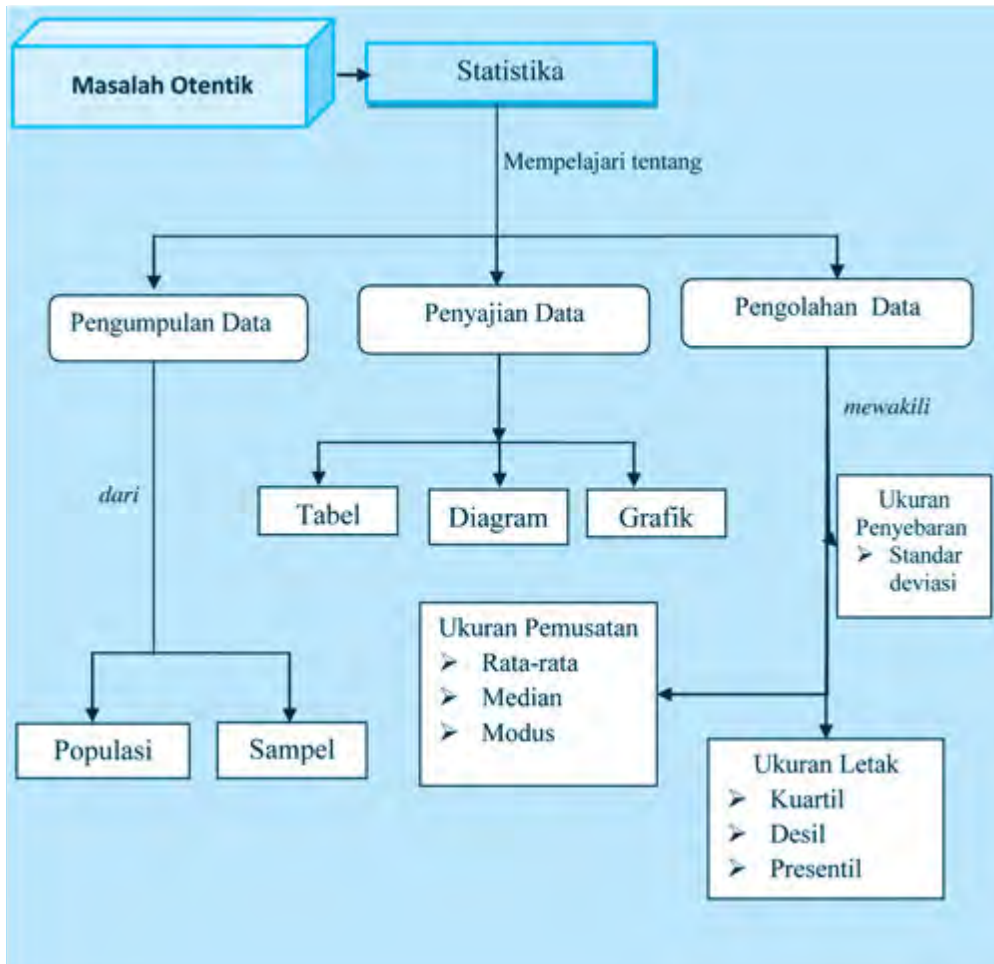 Masalah Otentik
Statistika
Mempelajari tentang
Pengumpulan Data
Penyajian Data
Pengolahan Data
mewakili
dari
Tabel
Diagram
Grafik
Ukuran
Penyebaran
➢ Standar
deviasi
Ukuran Pemusatan
➢ Rata-rata
➢ Median
➢ Modus
Populasi
Sampel
Ukuran Letak
➢ Kuartil
➢ Desil
➢ Presentil